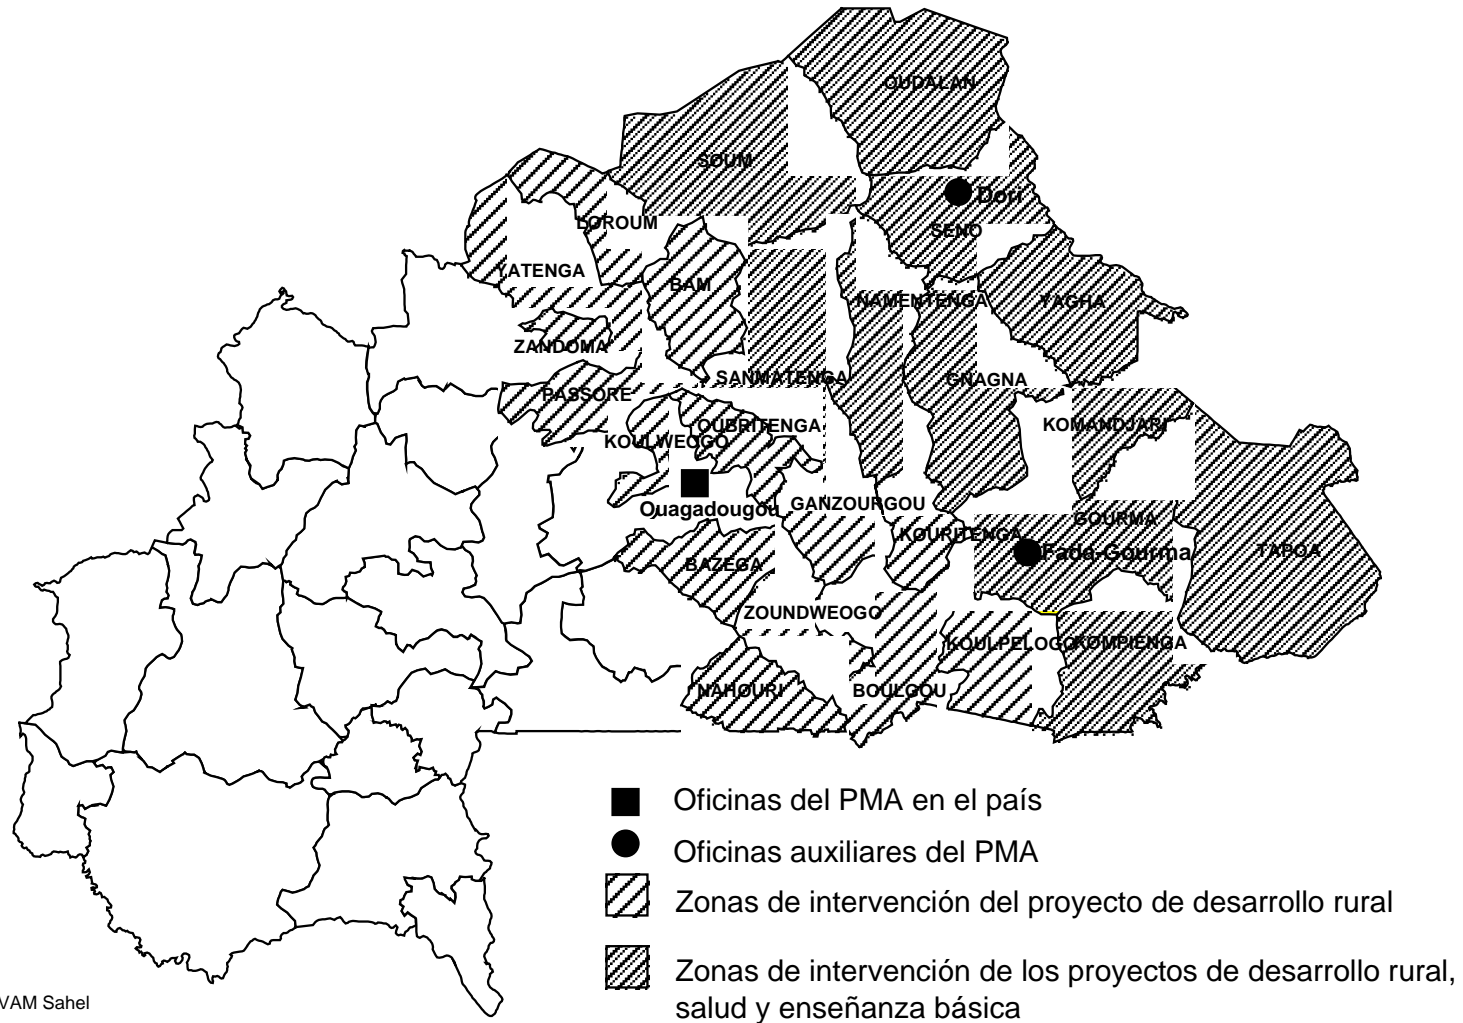 OUDALAN
SOUM
Dori
LOROUM
SENO
YATENGA
BAM
NAMENTENGA
YAGHA
ZANDOMA
SANMATENGA
GNAGNA
PASSORE
OUBRITENGA
KOMANDJARI
KOULWEOGO
Ouagadougou
GANZOURGOU
GOURMA
KOURITENGA
Fada-Gourma
TAPOA
BAZEGA
ZOUNDWEOGO
KOULPELOGO
KOMPIENGA
NAHOURI
BOULGOU
Oficinas del PMA en el país
Oficinas auxiliares del PMA
Zonas de intervención del proyecto de desarrollo rural
Zonas de intervención de los proyectos de desarrollo rural,
salud y enseñanza básica
VAM Sahel